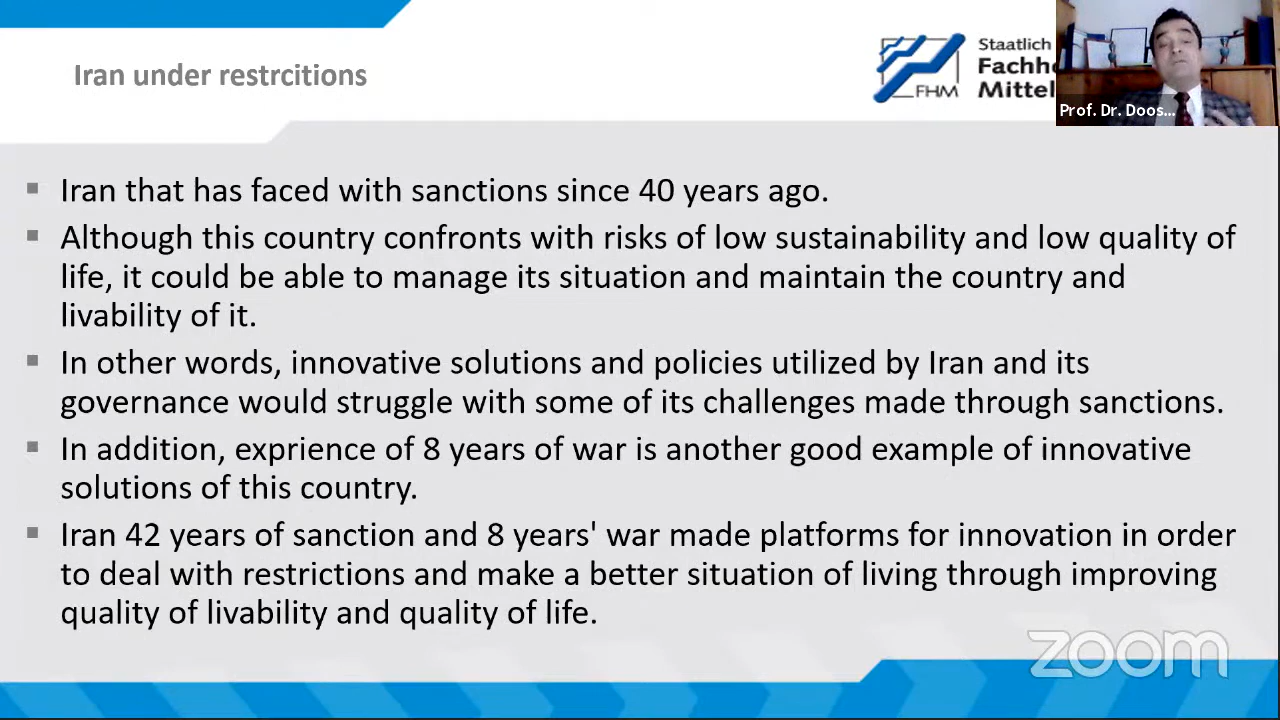 Iran under restrcitions
Staatlich
Fachho
Mittel
FHM
Prof. Dr. Doos...
Iran that has faced with sanctions since 40 years ago.
Although this country confronts with risks of low sustainability and low quality of
life, it could be able to manage its situation and maintain the country and
livability of it.
In other words, innovative solutions and policies utilized by Iran and its
governance would struggle with some of its challenges made through sanctions.
In addition, exprience of 8 years of war is another good example of innovative
solutions of this country.
Iran 42 years of sanction and 8 years' war made platforms for innovation in order
to deal with restrictions and make a better situation of living through improving
quality of livability and quality of life.
zoom